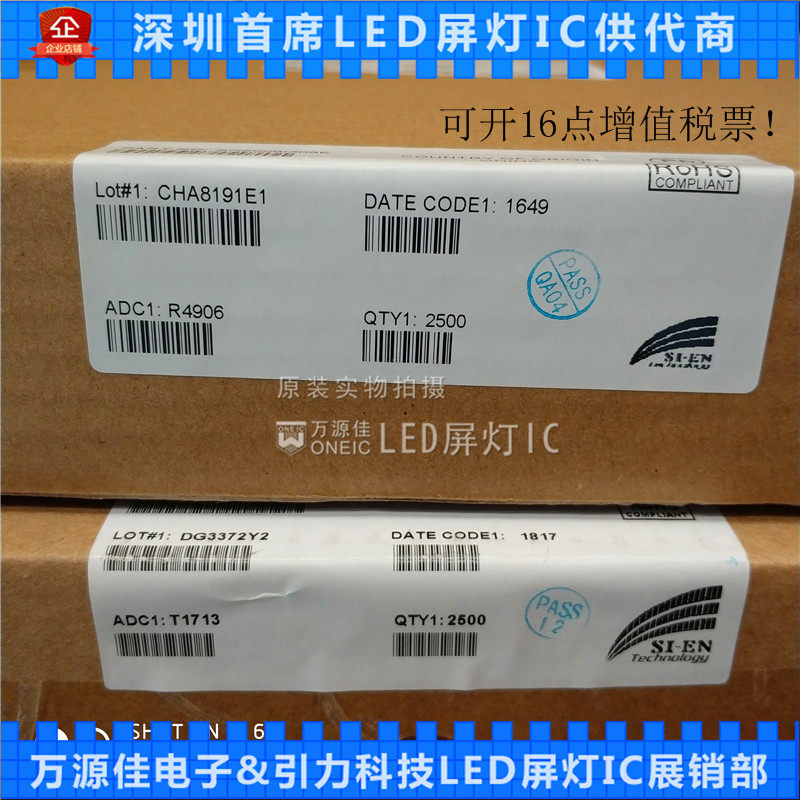 企
企业店铺
深圳首席LED屏灯IC供代商
可开16点增值税票!
COUNTRY OF ORIGIN
RoHS
COMPLIANT
Lot#1: CHA8191E1
DATE CODE1: 1649
PASS
QA04
ADC1: R4906
QTY1: 2500
SI-EN
原装实物拍摄
万源佳
ONEIC
LED屏灯IC
COMPLIANT
LOT#1: DG3372Y2
DATE CODE1: 1817
ADC1: T1713
QTY1: 2500
PASS
12
SI-EN
Technology
万源佳电子&引力科技LED屏灯IC展销部